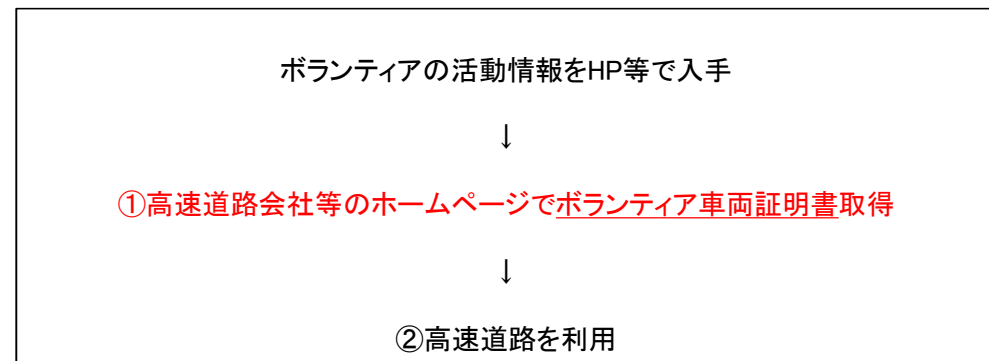 ボランティアの活動情報をHP等で入手
↓
①高速道路会社等のホームページでボランティア車両証明書取得
↓
②高速道路を利用